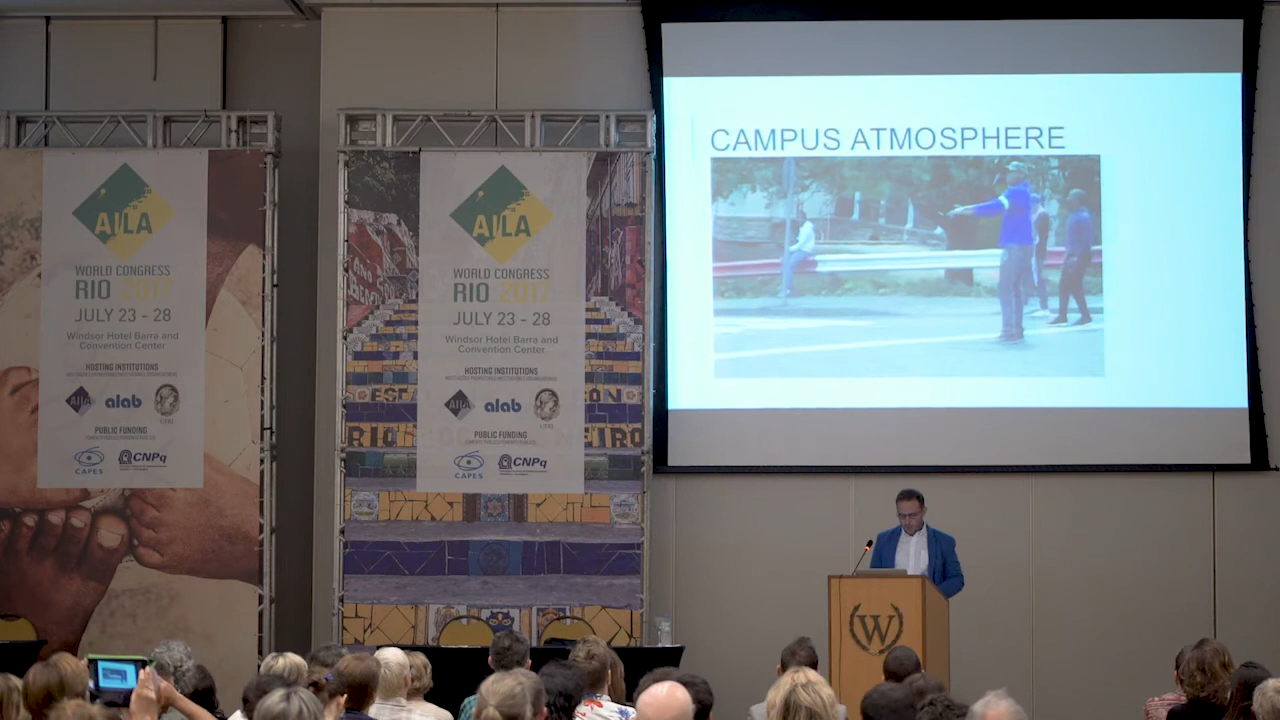 AILA
WORLD CONGRESS
RIO 2017
JULY 23 - 28
Windsor Hotel Barra and
Convention Center
HOSTING INSTITUTIONS
AILA alab
PUBLIC FUNDING
CAPES CNPq
AILA
WORLD CONGRESS
RIO 2017
JULY 23 - 28
Windsor Hotel Barra and
Convention Center
HOSTING INSTITUTIONS
AILA alab
PUBLIC FUNDING
CAPES CNPq
CAMPUS ATMOSPHERE
W